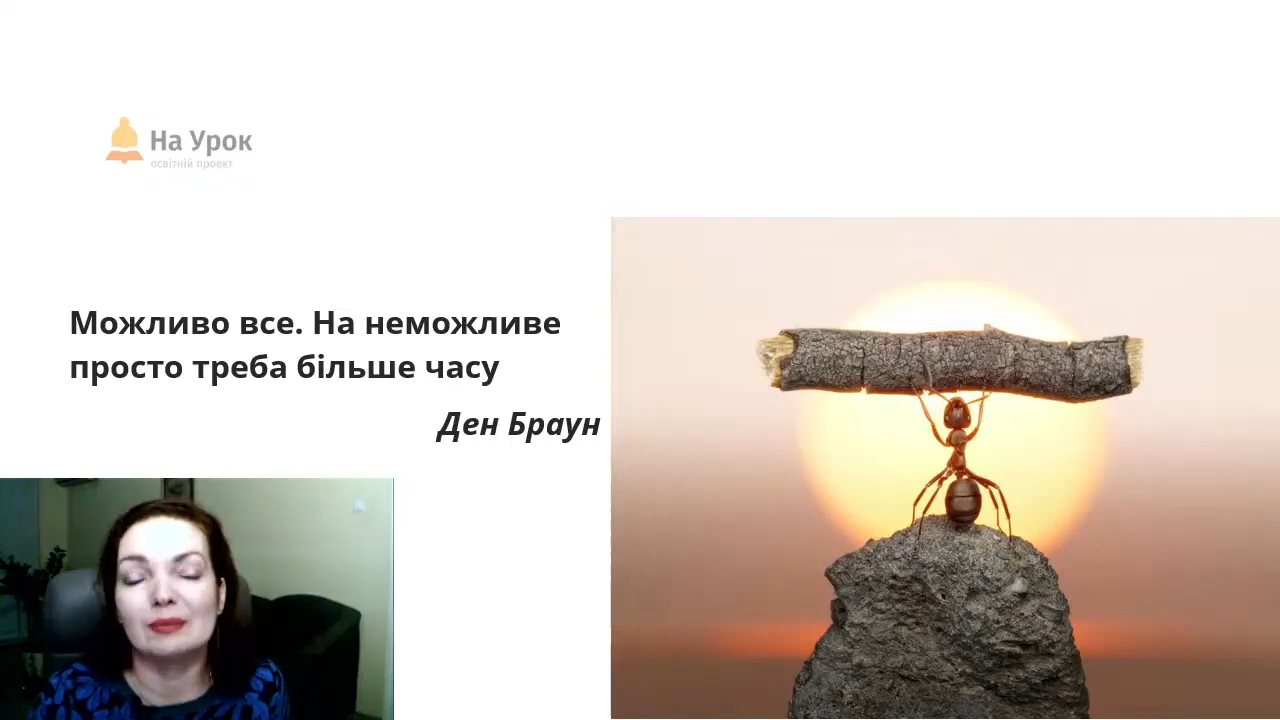 На Урок
освітній проект
Можливо все. На неможливе
просто треба більше часу
Ден Браун